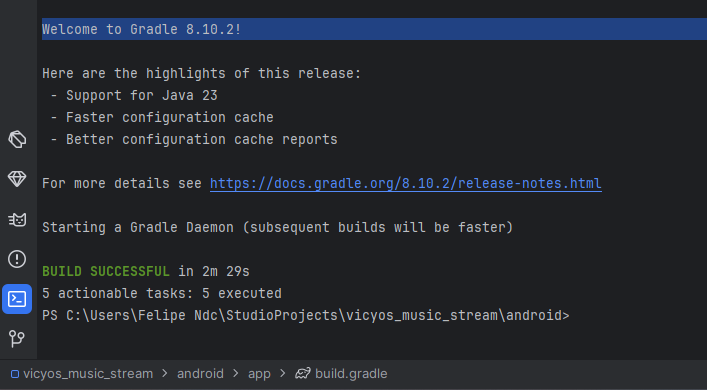 Welcome to Gradle 8.10.2!
Here are the highlights of this release:
- Support for Java 23
- Faster configuration cache
- Better configuration cache reports
For more details see https://docs.gradle.org/8.10.2/release-notes.html
Starting a Gradle Daemon (subsequent builds will be faster)
BUILD SUCCESSFUL in 2m 29s
5 actionable tasks: 5 executed
PS C:\Users\Felipe Ndc\StudioProjects\vicyos_music_stream\android>
vicyos_music_stream > android > app > build.gradle